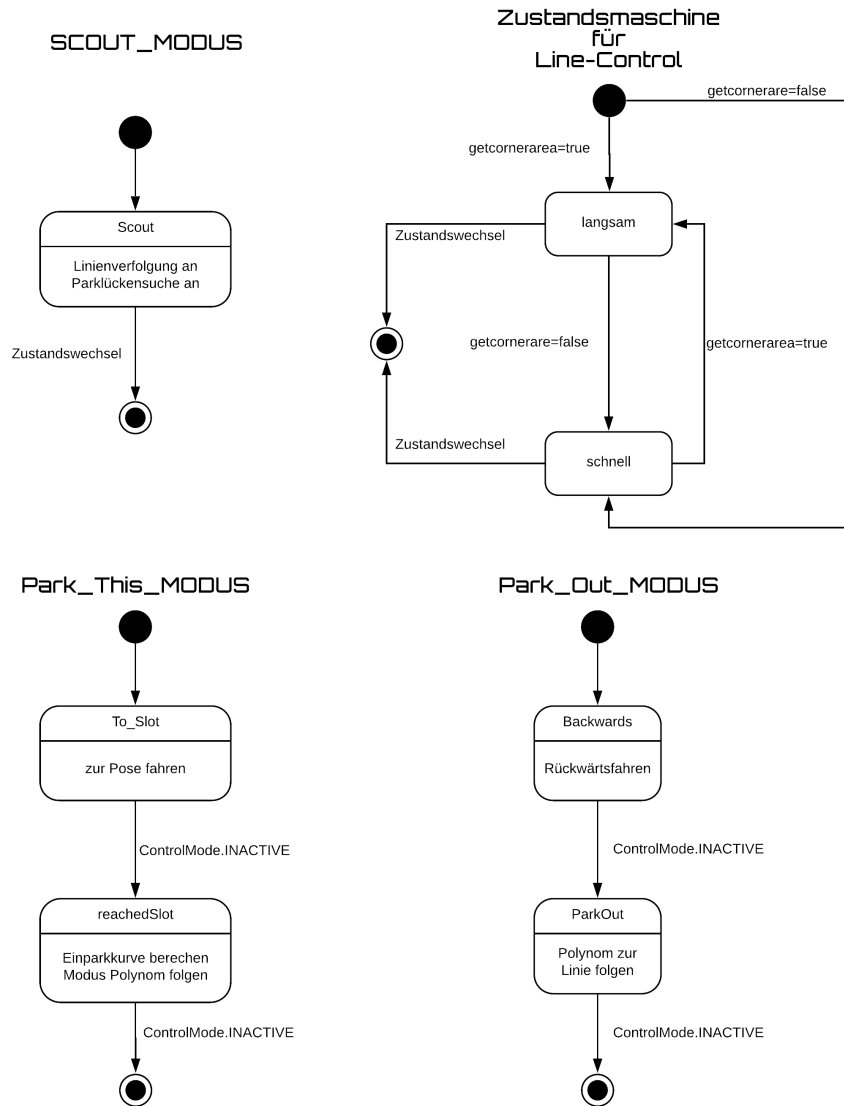 SCOUT_MODUS
Scout
Linienverfolgung an
Parklückensuche an
Zustandswechsel
Zustandsmaschine
für
Line-Control
getcornerare=false
getcornerarea=true
langsam
Zustandswechsel
getcornerare=false
getcornerarea=true
Zustandswechsel
schnell
Park_This_MODUS
To_Slot
zur Pose fahren
ControlMode.INACTIVE
reachedSlot
Einparkkurve berechen
Modus Polynom folgen
ControlMode.INACTIVE
Park_Out_MODUS
Backwards
Rückwärtsfahren
ControlMode.INACTIVE
ParkOut
Polynom zur
Linie folgen
ControlMode.INACTIVE